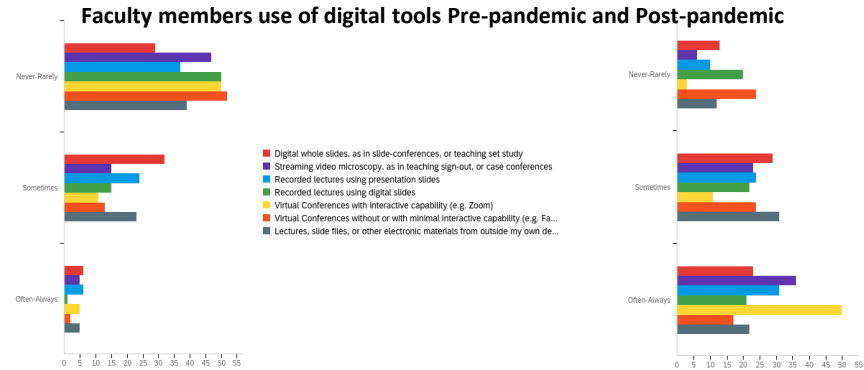 Faculty members use of digital tools Pre-pandemic and Post-pandemic
Never-Rarely
Sometimes
Often-Always
0 5 10 15 20 25 30 35 40 45 50 55
Digital whole slides, as in slide-conferences, or teaching set study
Streaming video microscopy, as in teaching sign-out, or case conferences
Recorded lectures using presentation slides
Recorded lectures using digital slides
Virtual Conferences with interactive capability (e.g. Zoom)
Virtual Conferences without or with minimal interactive capability (e.g. Fa...
Lectures, slide files, or other electronic materials from outside my own de...
Never-Rarely
Sometimes
Often-Always
0 5 10 15 20 25 30 35 40 45 50 55